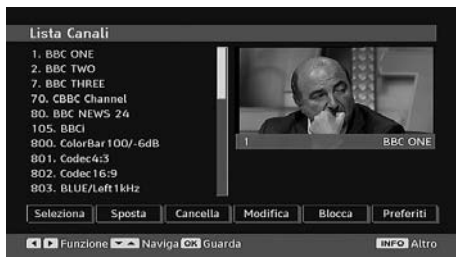 Lista Canali
1. BBC ONE
2. BBC TWO
7. BBC THREE
70. CBBC Channel
80. BBC NEWS 24
105. BBCi
800. ColorBar100/-6dB
801. Codec4:3
802. Codec16:9
803. BLUE/Left1kHz
1 BBC ONE
Seleziona Sposta Cancella Modifica Blocca Preferiti
Funzione Naviga OK Guarda INFO Altro